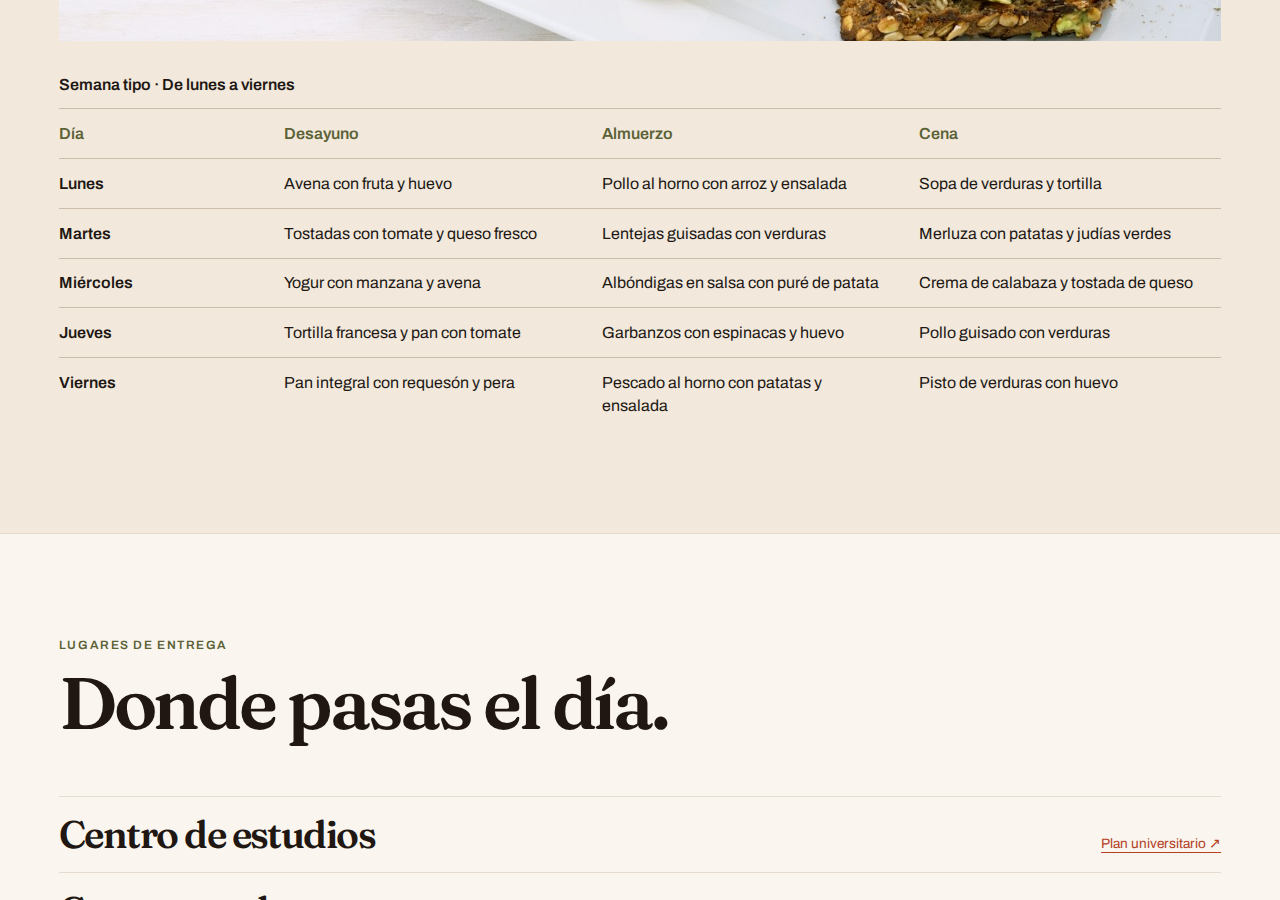 Semana tipo · De lunes a viernes
Día Desayuno Almuerzo Cena
Lunes Avena con fruta y huevo Pollo al horno con arroz y ensalada Sopa de verduras y tortilla
Martes Tostadas con tomate y queso fresco Lentejas guisadas con verduras Merluza con patatas y judías verdes
Miércoles Yogur con manzana y avena Albóndigas en salsa con puré de patata Crema de calabaza y tostada de queso
Jueves Tortilla francesa y pan con tomate Garbanzos con espinacas y huevo Pollo guisado con verduras
Viernes Pan integral con requesón y pera Pescado al horno con patatas y Pisto de verduras con huevo
ensalada
LUGARES DE ENTREGA
Donde pasas el día.
Centro de estudios
Plan universitario ↗